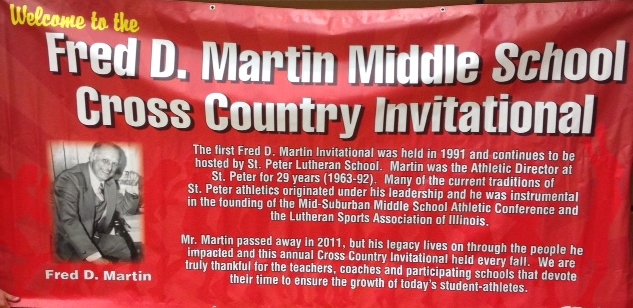 Welcome to the
Fred D. Martin Middle School
Cross Country Invitational
The first Fred D. Martin Invitational was held in 1991 and continues to be
hosted by St. Peter Lutheran School. Martin was the Athletic Director at
St. Peter for 29 years (1963-92). Many of the current traditions of
St. Peter athletics originated under his leadership and he was instrumental
in the founding of the Mid-Suburban Middle School Athletic Conference and
the Lutheran Sports Association of Illinois.
Mr. Martin passed away in 2011, but his legacy lives on through the people he
impacted and this annual Cross Country Invitational held every fall. We are
truly thankful for the teachers, coaches and participating schools that devote
their time to ensure the growth of today's student-athletes.
Fred D. Martin